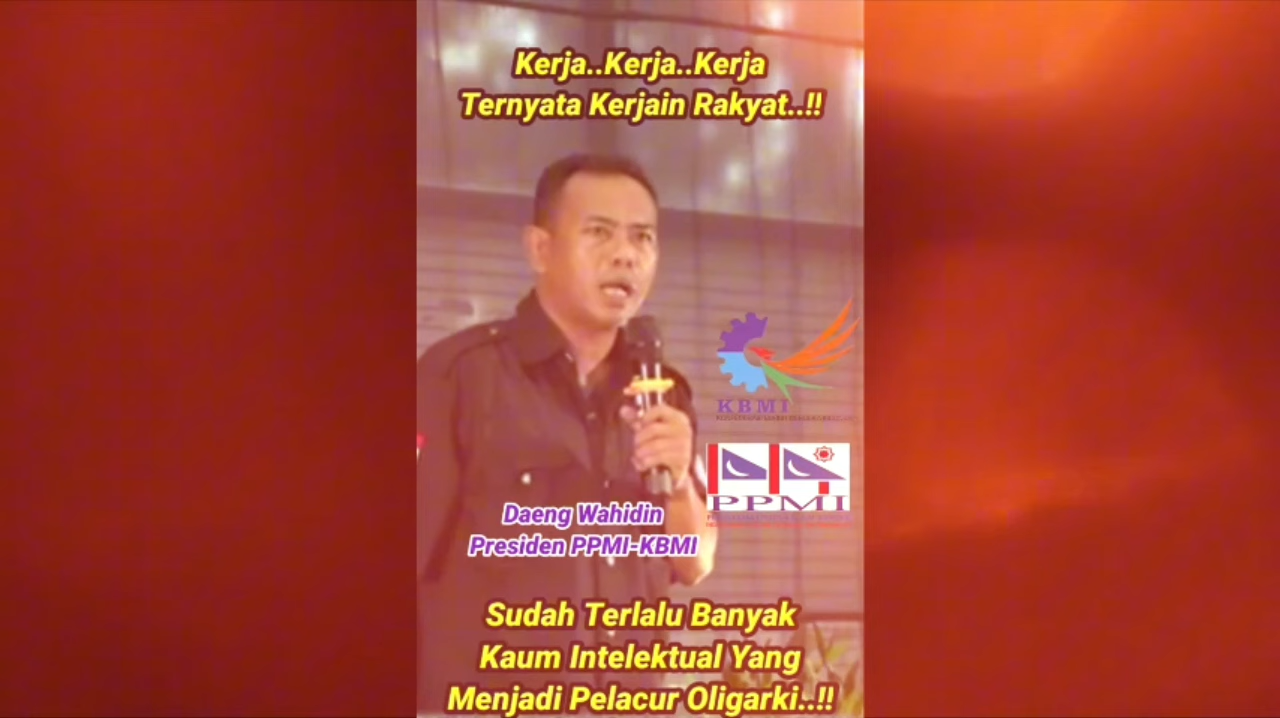 Kerja..Kerja..Kerja
Ternyata Kerjain Rakyat..!!
KBMI
PPMI
Daeng Wahidin
Presiden PPMI-KBMI
Sudah Terlalu Banyak
Kaum Intelektual Yang
Menjadi Pelacur Oligarki..!!